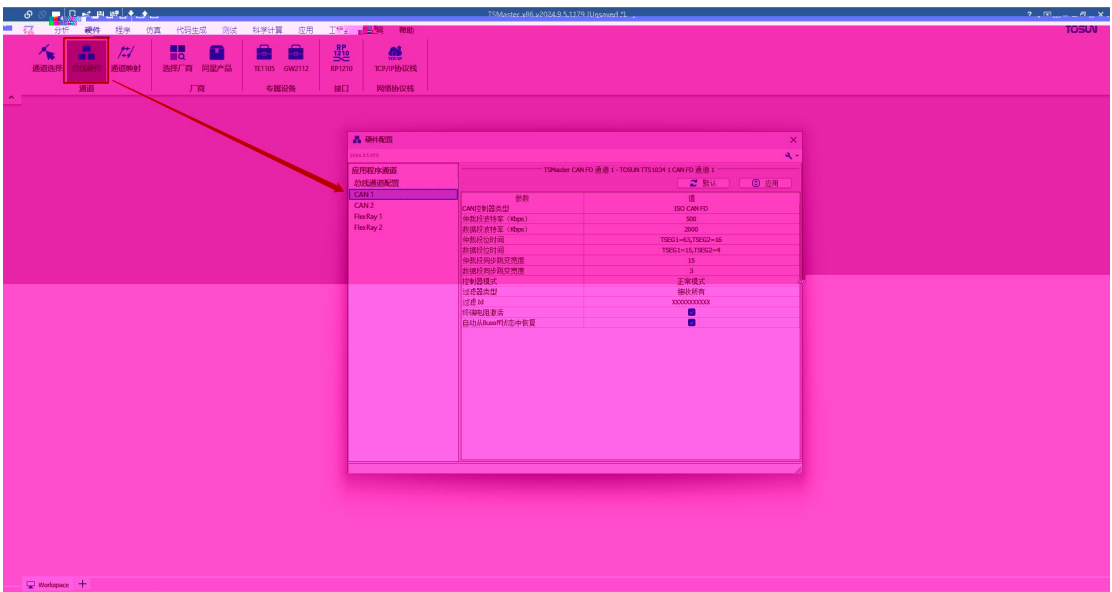 TSMaster x86.v2024.9.5.1179 [Unsaved *]
分析 硬件 程序 仿真 代码生成 测试 科学计算 应用 帮助
TOSUN
RP
1210
TCP/IP
通道选择 总线硬件 通道映射 选择厂商 同星产品 TE1105 GW2112 RP1210 TCP/IP协议栈
通道 厂商 专属设备 接口 网络协议栈
硬件配置
应用程序通道
TSMaster CAN FD 通道 1 - TOSUN TTS1034 1 CAN FD 通道 1
总线通道配置
默认 应用
CAN 1
CAN 2
FlexRay 1
FlexRay 2
参数 值
CAN控制器类型 ISO CAN FD
仲裁段波特率（Kbps） 500
数据段波特率（Kbps） 2000
仲裁段位时间 TSEG1=63,TSEG2=16
数据段位时间 TSEG1=15,TSEG2=4
仲裁段同步跳变宽度 15
数据段同步跳变宽度 3
控制器模式 正常模式
过滤器类型 接收所有
过滤 Id XXXXXXXXXXX
终端电阻激活
自动从Busoff状态中恢复
Workspace